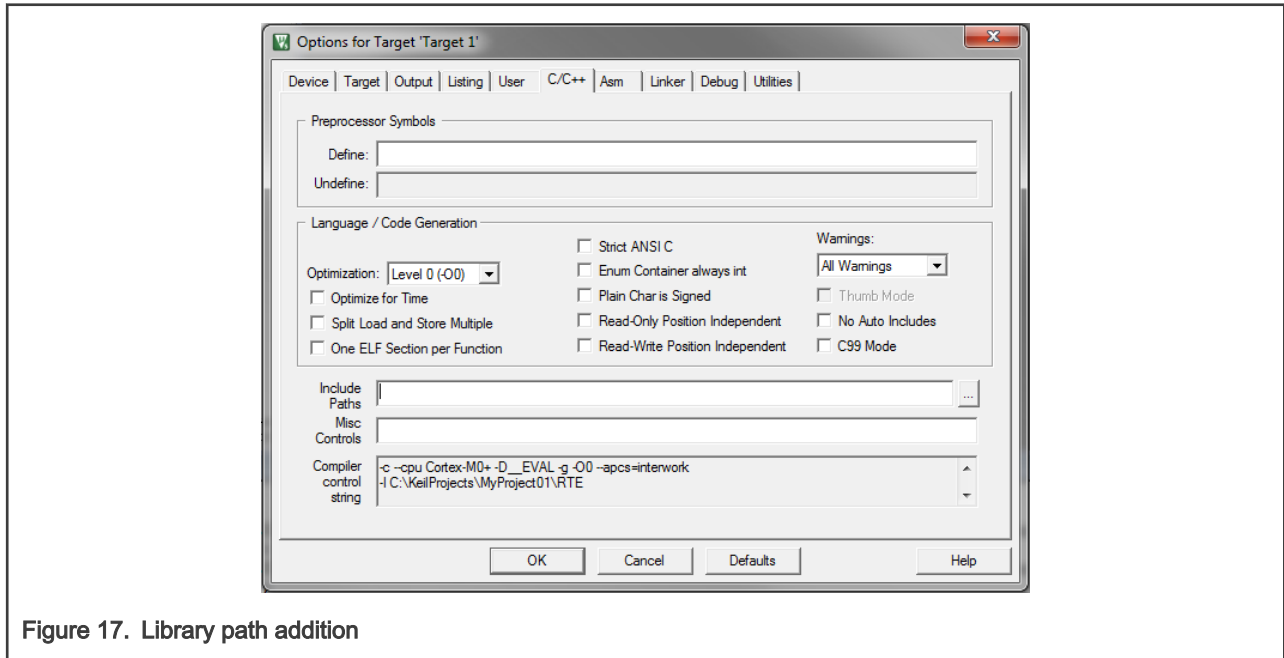 Options for Target 'Target 1'
Device Target Output Listing User C/C++ Asm Linker Debug Utilities
Preprocessor Symbols
Define:
Undefine:
Language / Code Generation
Optimization: Level 0 (-O0)
Optimize for Time
Split Load and Store Multiple
One ELF Section per Function
Strict ANSI C
Enum Container always int
Plain Char is Signed
Read-Only Position Independent
Read-Write Position Independent
Warnings:
All Warnings
Thumb Mode
No Auto Includes
C99 Mode
Include
Paths
...
Misc
Controls
Compiler
control
string
-c --cpu Cortex-M0+ -D__EVAL -g -O0 --apcs=interwork
-I C:\KeilProjects\MyProject01\RTE
OK Cancel Defaults Help
Figure 17. Library path addition